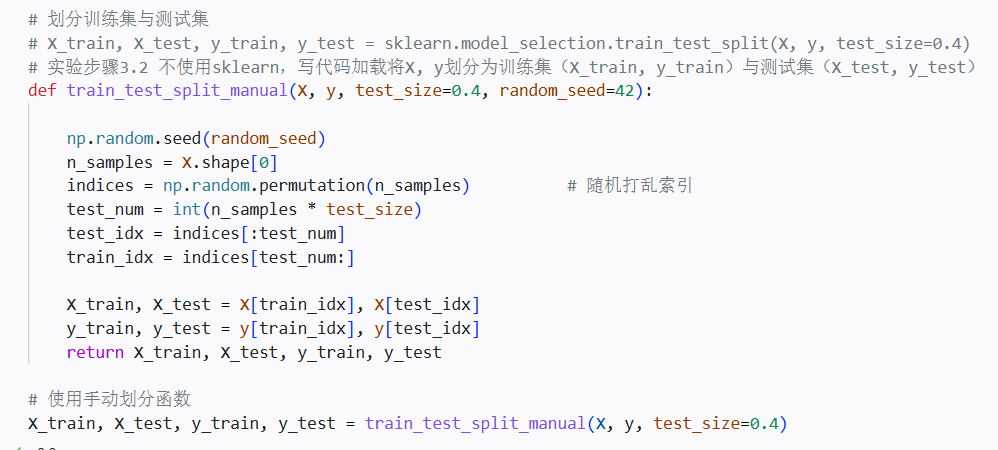 # 划分训练集与测试集
# X_train, X_test, y_train, y_test = sklearn.model_selection.train_test_split(X, y, test_size=0.4)
# 实验步骤3.2 不使用sklearn，写代码加载将X, y划分为训练集（X_train, y_train）与测试集（X_test, y_test）
def train_test_split_manual(X, y, test_size=0.4, random_seed=42):
    np.random.seed(random_seed)
    n_samples = X.shape[0]
    indices = np.random.permutation(n_samples)          # 随机打乱索引
    test_num = int(n_samples * test_size)
    test_idx = indices[:test_num]
    train_idx = indices[test_num:]
    X_train, X_test = X[train_idx], X[test_idx]
    y_train, y_test = y[train_idx], y[test_idx]
    return X_train, X_test, y_train, y_test
# 使用手动划分函数
X_train, X_test, y_train, y_test = train_test_split_manual(X, y, test_size=0.4)